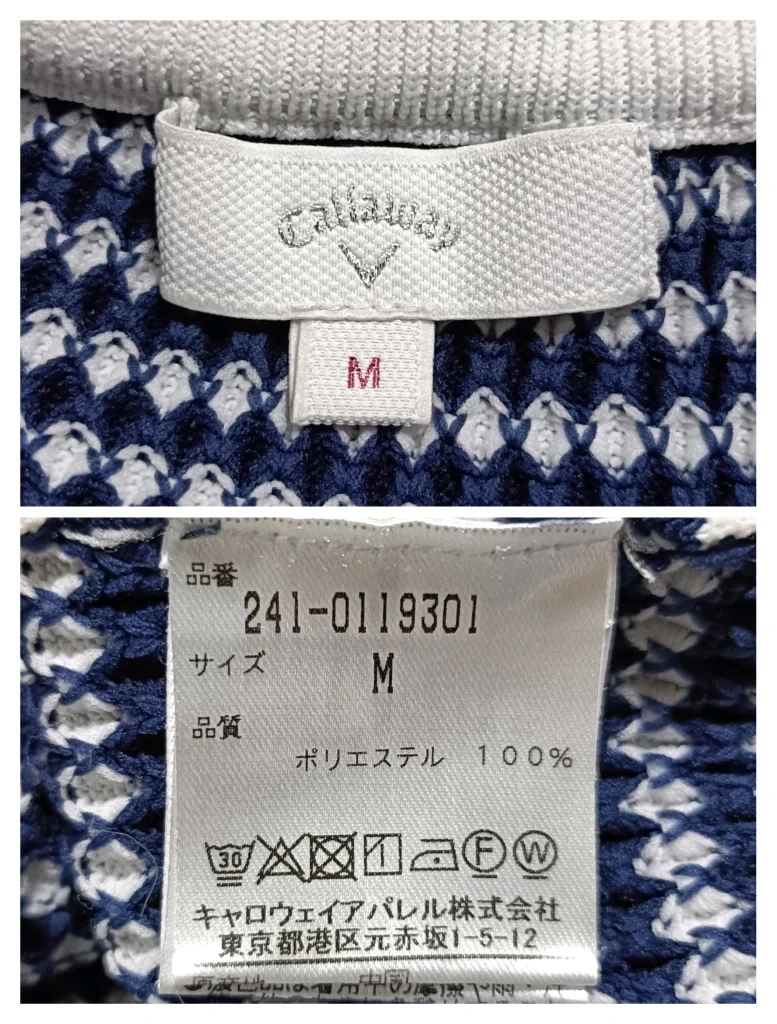 Callaway
M
品番
241-0119301
サイズ
M
品質
ポリエステル 100%
30
F W
キャロウェイアパレル株式会社
東京都港区元赤坂1-5-12
中国